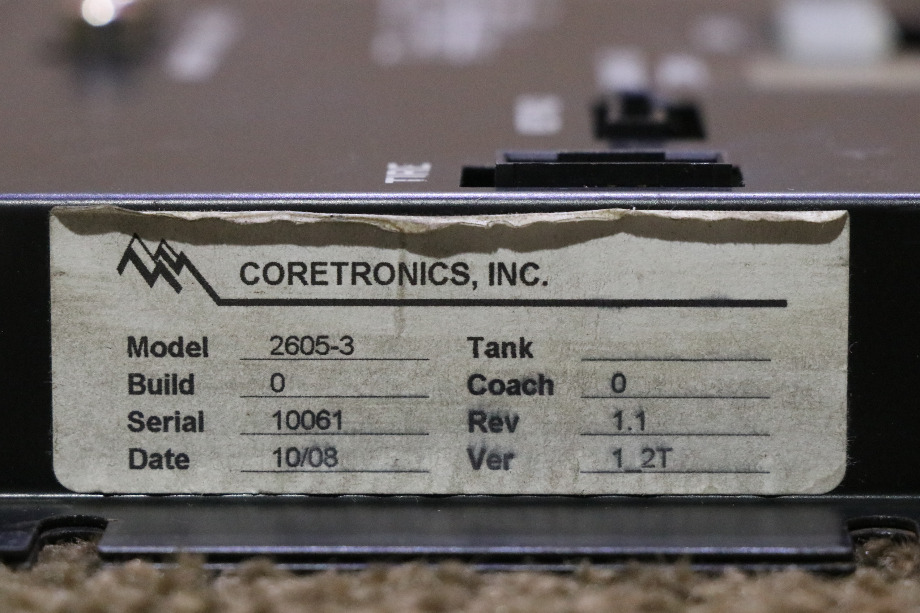 CORETRONICS, INC.
Model 2605-3 Tank
Build 0 Coach 0
Serial 10061 Rev 1.1
Date 10/08 Ver 1_2T